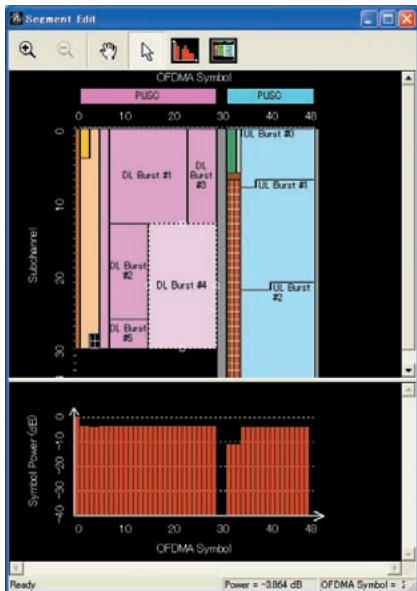 Segment Edit
OFDMA Symbol
PUSC
PUSC
0 10 20 30 40 48
Subchannel
0
10
20
30
DL Burst #1
DL Burst #3
DL Burst #2
DL Burst #4
DL Burst #5
UL Burst #0
UL Burst #1
UL Burst #2
Symbol Power (dB)
0
-10
-20
-30
-40
0 10 20 30 40 48
OFDMA Symbol
Ready
Power = -3.864 dB
OFDMA Symbol =